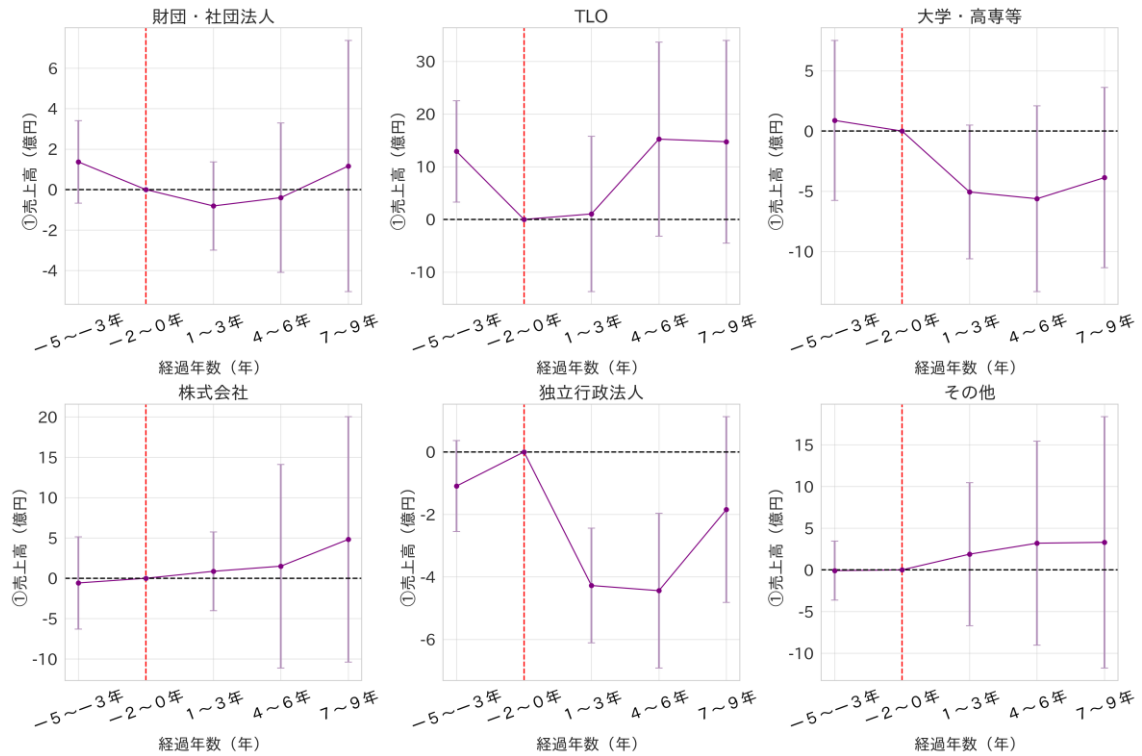 財団・社団法人
①売上高（億円）
6
4
2
0
-2
-4
－5～－3年
－2～0年
1～3年
4～6年
7～9年
経過年数（年）
TLO
①売上高（億円）
30
20
10
0
-10
－5～－3年
－2～0年
1～3年
4～6年
7～9年
経過年数（年）
大学・高専等
①売上高（億円）
5
0
-5
-10
－5～－3年
－2～0年
1～3年
4～6年
7～9年
経過年数（年）
株式会社
①売上高（億円）
20
15
10
5
0
-5
-10
－5～－3年
－2～0年
1～3年
4～6年
7～9年
経過年数（年）
独立行政法人
①売上高（億円）
0
-2
-4
-6
－5～－3年
－2～0年
1～3年
4～6年
7～9年
経過年数（年）
その他
①売上高（億円）
15
10
5
0
-5
-10
－5～－3年
－2～0年
1～3年
4～6年
7～9年
経過年数（年）